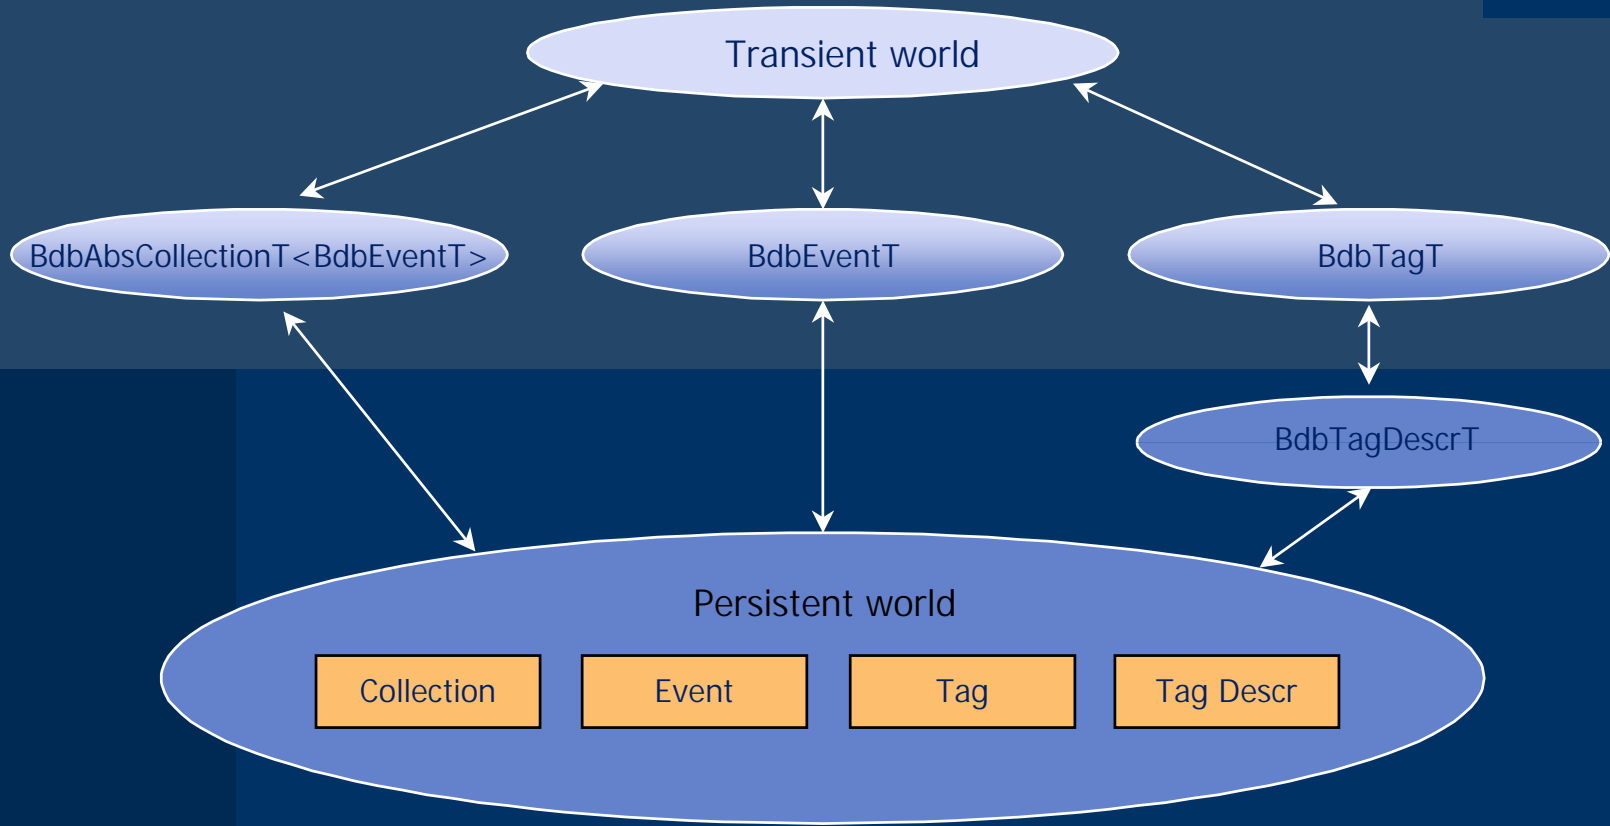 Transient world
BdbAbsCollectionT<BdbEventT>
BdbEventT
BdbTagT
BdbTagDescrT
Persistent world
Collection
Event
Tag
Tag Descr